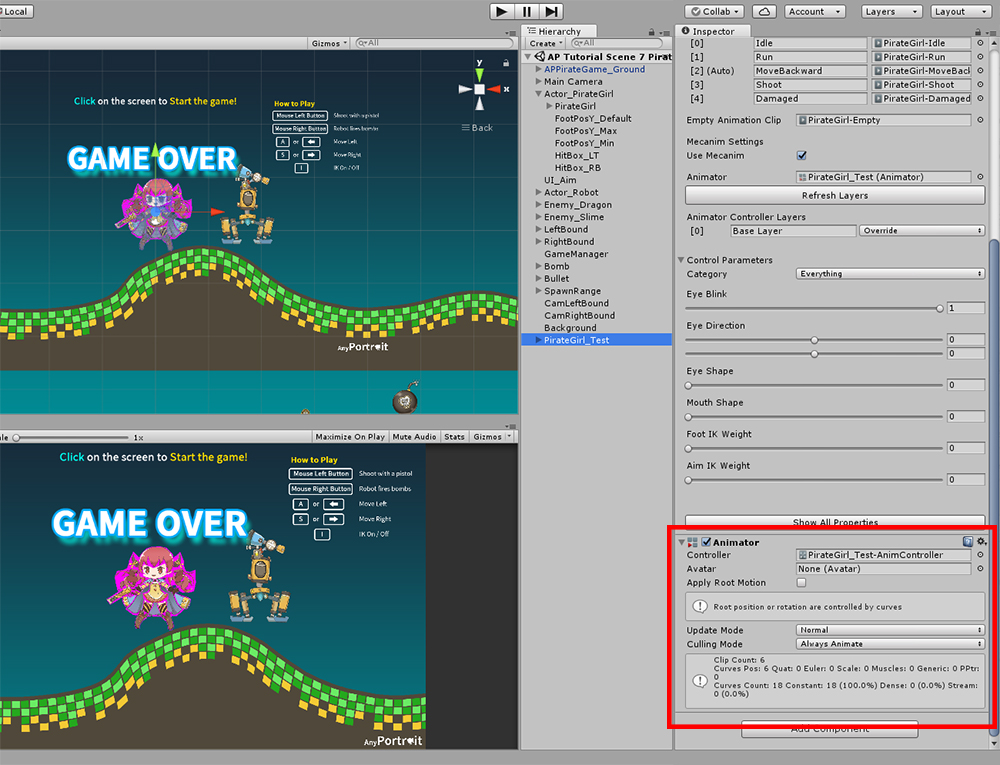 Local
Collab
Account
Layers
Layout
Gizmos
All
Click on the screen to Start the game!
How to Play
Mouse Left Button
Shoot with a pistol
Mouse Right Button
Robot fires bombs
A or
Move Left
S or
Move Right
I
IK On / Off
GAME OVER
y
x
Back
AnyPortrait
1x
Maximize On Play
Mute Audio
Stats
Gizmos
Click on the screen to Start the game!
How to Play
Mouse Left Button
Shoot with a pistol
Mouse Right Button
Robot fires bombs
A or
Move Left
S or
Move Right
I
IK On / Off
GAME OVER
AnyPortrait
Hierarchy
Create
All
AP Tutorial Scene 7 Pirat
APPirateGame_Ground
Main Camera
Actor_PirateGirl
PirateGirl
FootPosY_Default
FootPosY_Max
FootPosY_Min
HitBox_LT
HitBox_RB
UI_Aim
Actor_Robot
Enemy_Dragon
Enemy_Slime
LeftBound
RightBound
GameManager
Bomb
Bullet
SpawnRange
CamLeftBound
CamRightBound
Background
PirateGirl_Test
Inspector
[0] Idle PirateGirl-Idle
[1] Run PirateGirl-Run
[2] (Auto) MoveBackward PirateGirl-MoveBack
[3] Shoot PirateGirl-Shoot
[4] Damaged PirateGirl-Damaged
Empty Animation Clip PirateGirl-Empty
Mecanim Settings
Use Mecanim
Animator PirateGirl_Test (Animator)
Refresh Layers
Animator Controller Layers
[0] Base Layer Override
Control Parameters
Category Everything
Eye Blink
1
Eye Direction
0
0
Eye Shape
0
Mouth Shape
0
Foot IK Weight
0
Aim IK Weight
0
Show All Properties
Animator
Controller PirateGirl_Test-AnimController
Avatar None (Avatar)
Apply Root Motion
Root position or rotation are controlled by curves
Update Mode Normal
Culling Mode Always Animate
Clip Count: 6
Curves Pos: 6 Quat: 0 Euler: 0 Scale: 0 Muscles: 0 Generic: 0 PPtr:
0
Curves Count: 18 Constant: 18 (100.0%) Dense: 0 (0.0%) Stream:
0 (0.0%)
Add Component